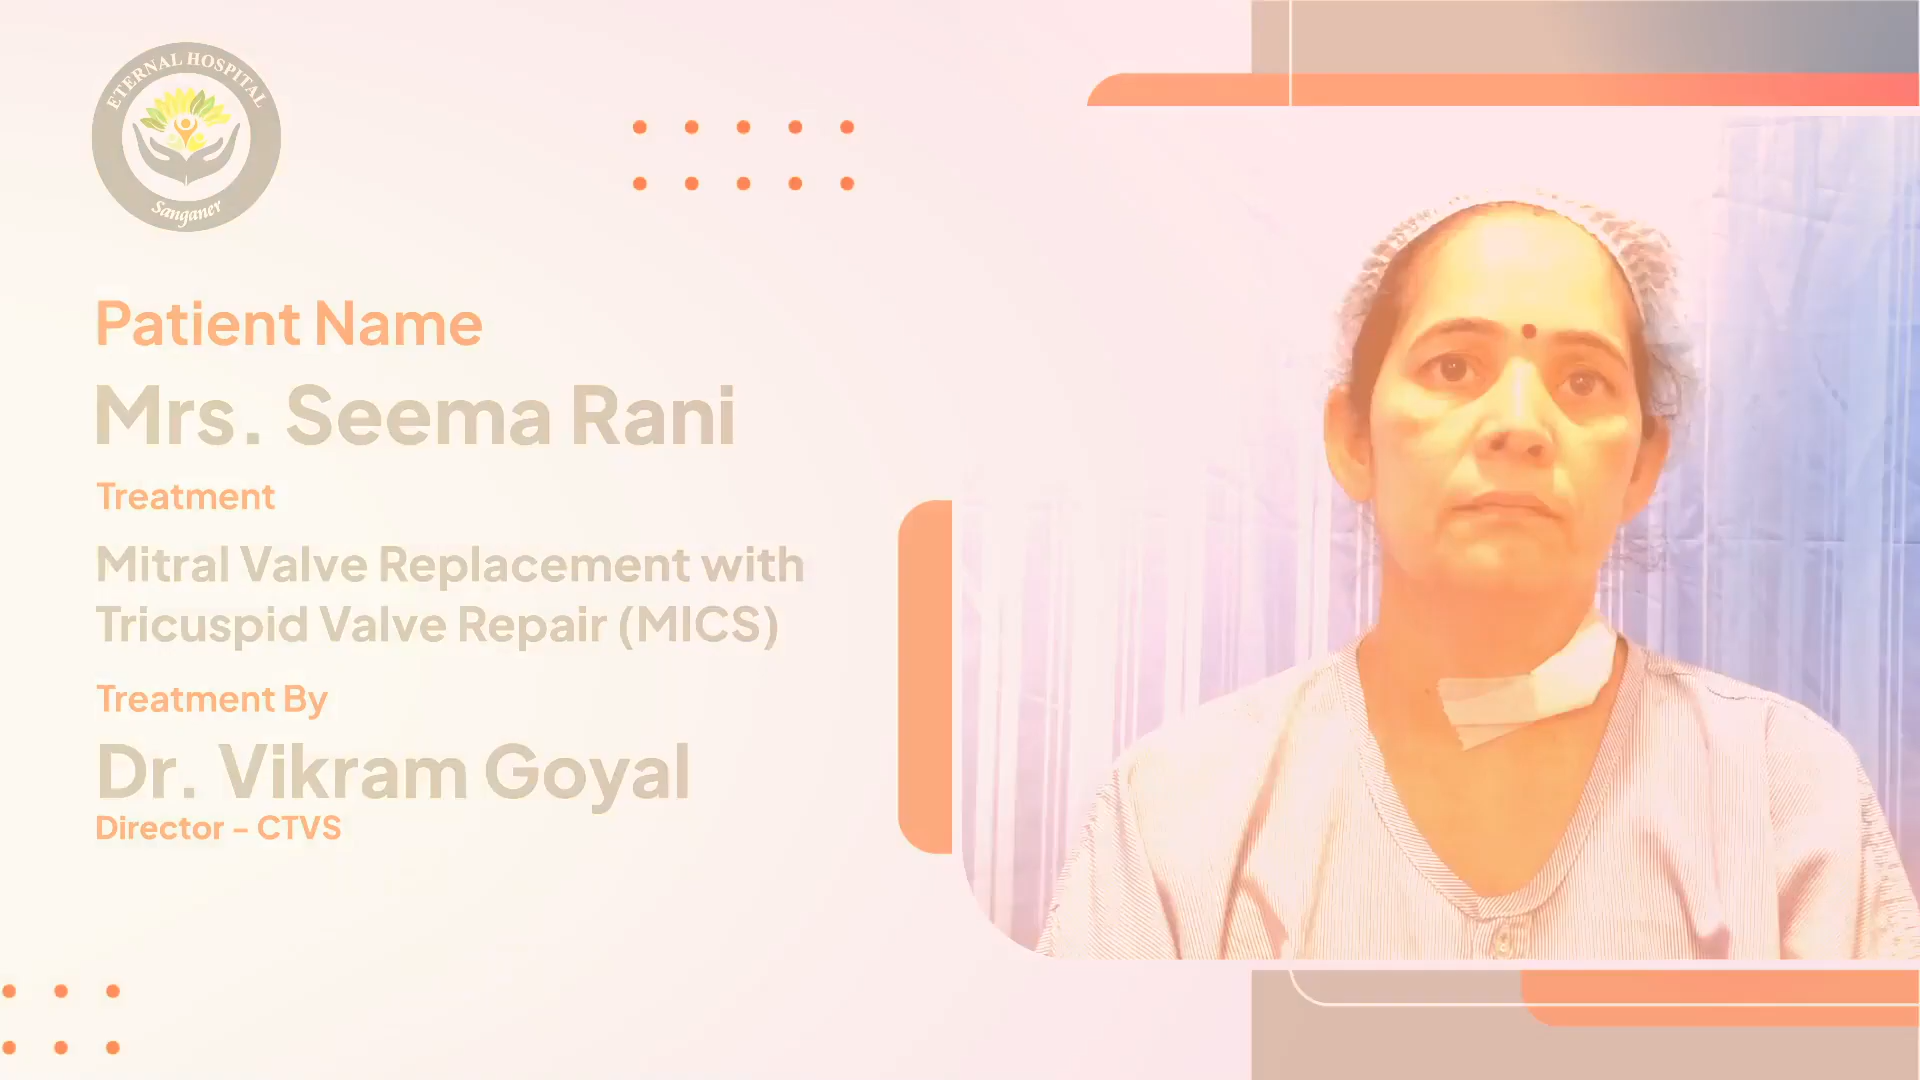 ETERNAL HOSPITAL
Sanganer
Patient Name
Mrs. Seema Rani
Treatment
Mitral Valve Replacement with
Tricuspid Valve Repair (MICS)
Treatment By
Dr. Vikram Goyal
Director – CTVS